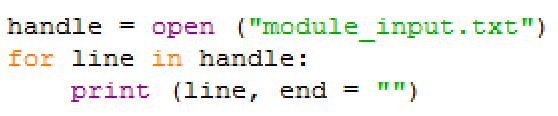 handle = open ("module_input.txt")
for line in handle:
    print (line, end = "")